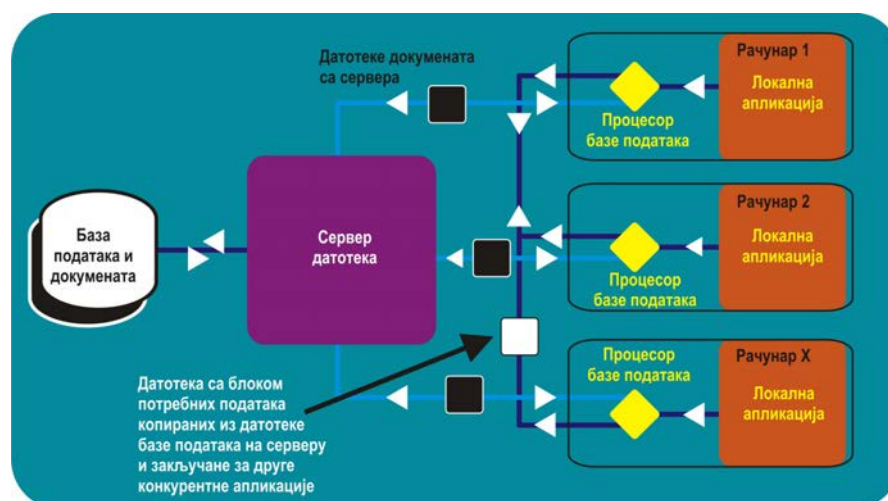 Датотеке докумената
са сервера
Рачунар 1
Локална
апликација
Процесор
базе података
База
података и
докумената
Сервер
датотека
Рачунар 2
Локална
апликација
Процесор
базе података
Процесор
базе података
Рачунар X
Локална
апликација
Датотека са блоком
потребних података
копираних из датотеке
базе података на серверу
и закључане за друге
конкурентне апликације